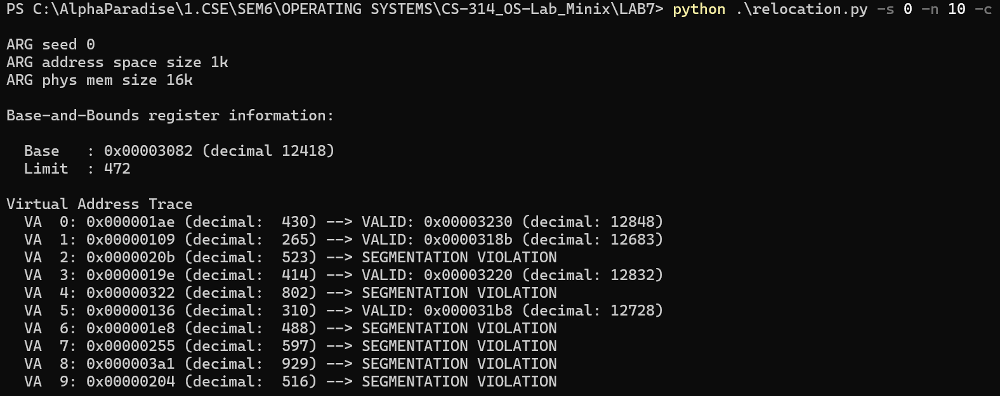 PS C:\AlphaParadise\1.CSE\SEM6\OPERATING SYSTEMS\CS-314_OS-Lab_Minix\LAB7> python .\relocation.py -s 0 -n 10 -c
ARG seed 0
ARG address space size 1k
ARG phys mem size 16k
Base-and-Bounds register information:
  Base   : 0x00003082 (decimal 12418)
  Limit  : 472
Virtual Address Trace
  VA  0: 0x000001ae (decimal:  430) --> VALID: 0x00003230 (decimal: 12848)
  VA  1: 0x00000109 (decimal:  265) --> VALID: 0x0000318b (decimal: 12683)
  VA  2: 0x0000020b (decimal:  523) --> SEGMENTATION VIOLATION
  VA  3: 0x0000019e (decimal:  414) --> VALID: 0x00003220 (decimal: 12832)
  VA  4: 0x00000322 (decimal:  802) --> SEGMENTATION VIOLATION
  VA  5: 0x00000136 (decimal:  310) --> VALID: 0x000031b8 (decimal: 12728)
  VA  6: 0x000001e8 (decimal:  488) --> SEGMENTATION VIOLATION
  VA  7: 0x00000255 (decimal:  597) --> SEGMENTATION VIOLATION
  VA  8: 0x000003a1 (decimal:  929) --> SEGMENTATION VIOLATION
  VA  9: 0x00000204 (decimal:  516) --> SEGMENTATION VIOLATION